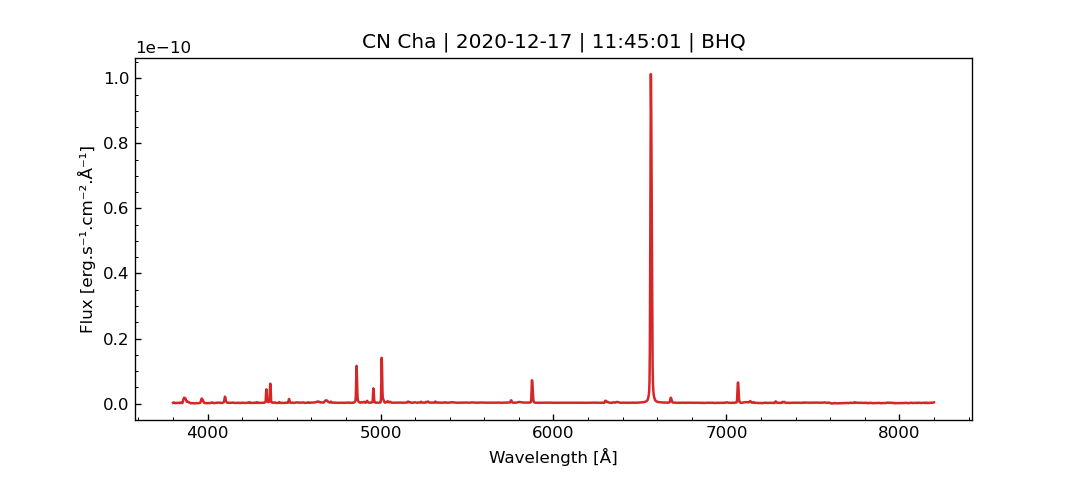 CN Cha | 2020-12-17 | 11:45:01 | BHQ
1e−10
1.0
0.8
0.6
0.4
0.2
0.0
Flux [erg.s⁻¹.cm⁻².Å⁻¹]
4000 5000 6000 7000 8000
Wavelength [Å]